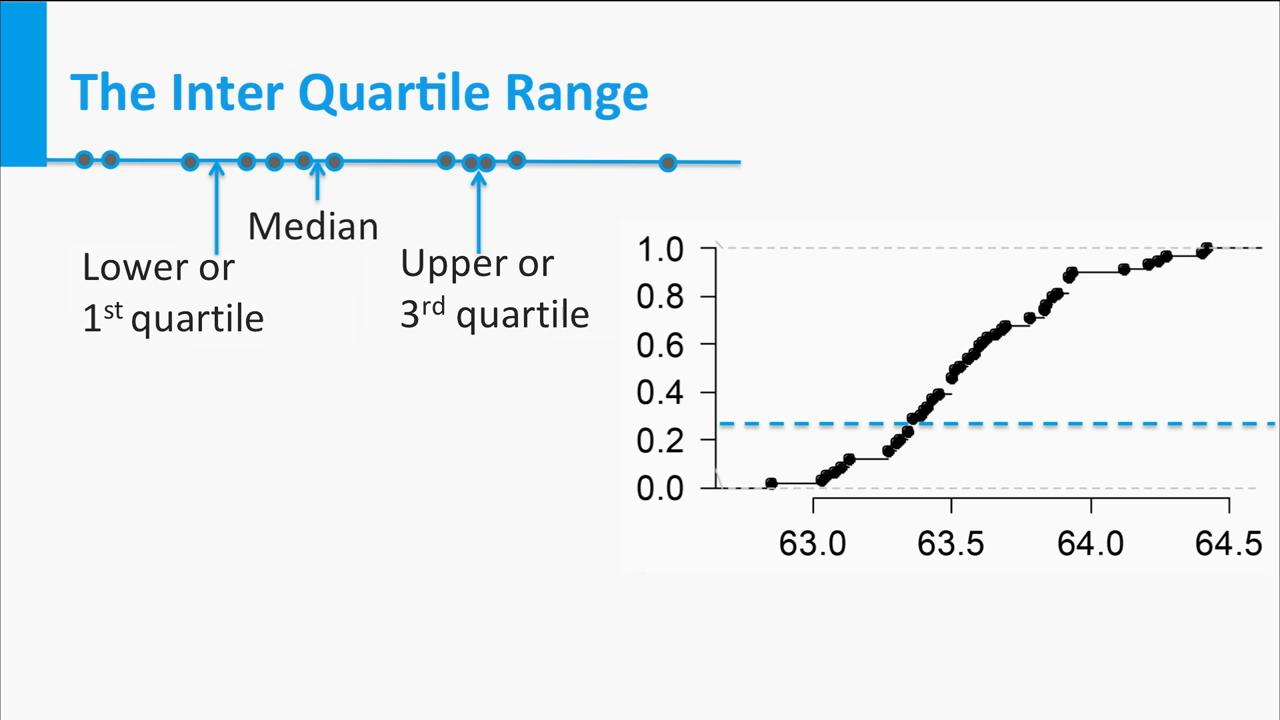 The Inter Quartile Range
Median
Lower or
1st quartile
Upper or
3rd quartile
1.0
0.8
0.6
0.4
0.2
0.0
63.0 63.5 64.0 64.5